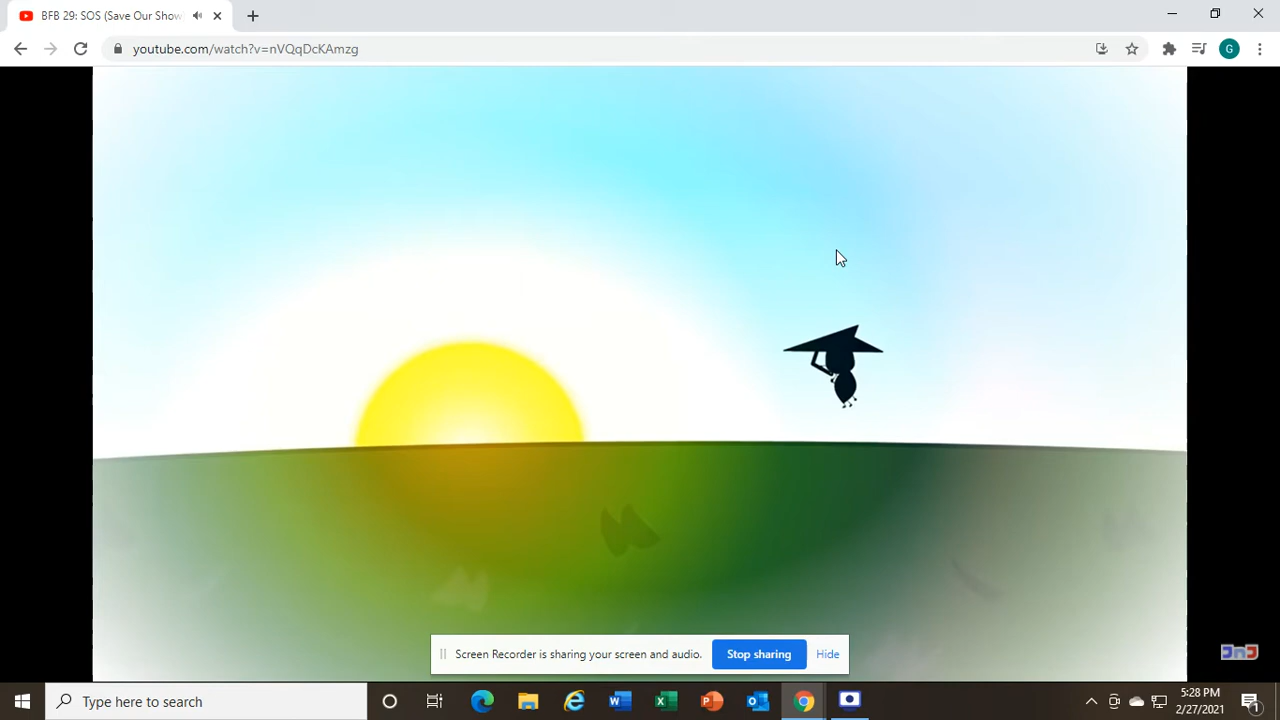 BFB 29: SOS (Save Our Show
youtube.com/watch?v=nVQqDcKAmzg
G
Screen Recorder is sharing your screen and audio.
Stop sharing
Hide
Type here to search
5:28 PM
2/27/2021
1